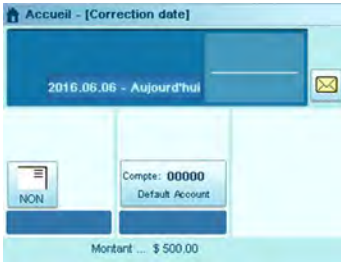 Accueil - [Correction date]
2016.06.06 - Aujourd'hui
NON
Compte: 00000
Default Account
Montant ... $ 500.00